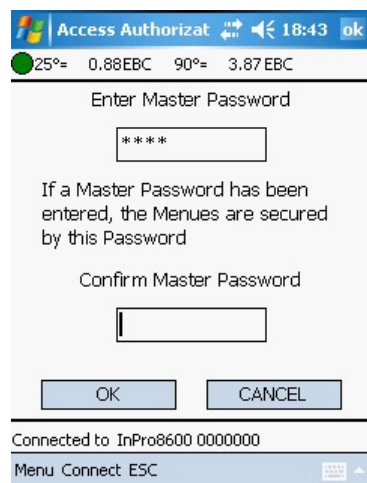 Access Authorizat 18:43 ok
25°= 0.88EBC 90°= 3.87 EBC
Enter Master Password
****
If a Master Password has been
entered, the Menues are secured
by this Password
Confirm Master Password
OK CANCEL
Connected to InPro8600 0000000
Menu Connect ESC